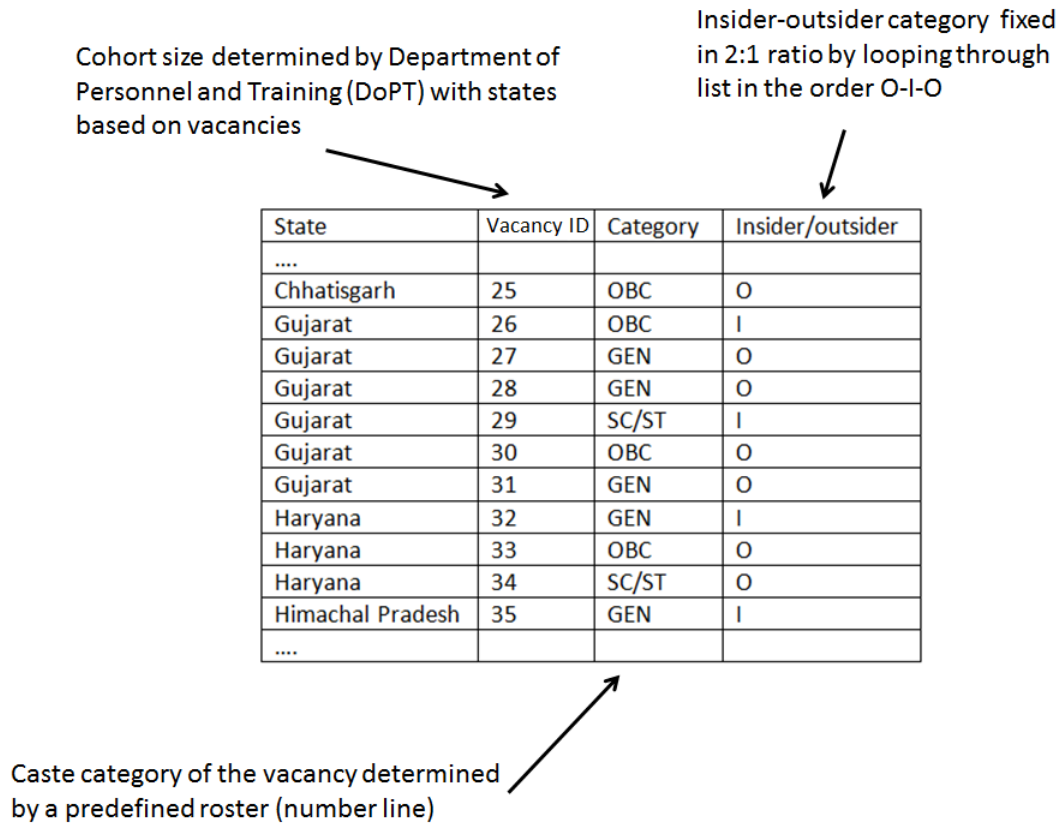 Cohort size determined by Department of
Personnel and Training (DoPT) with states
based on vacancies
Insider-outsider category fixed
in 2:1 ratio by looping through
list in the order O-I-O
State Vacancy ID Category Insider/outsider
....
Chhatisgarh 25 OBC O
Gujarat 26 OBC I
Gujarat 27 GEN O
Gujarat 28 GEN O
Gujarat 29 SC/ST I
Gujarat 30 OBC O
Gujarat 31 GEN O
Haryana 32 GEN I
Haryana 33 OBC O
Haryana 34 SC/ST O
Himachal Pradesh 35 GEN I
....
Caste category of the vacancy determined
by a predefined roster (number line)